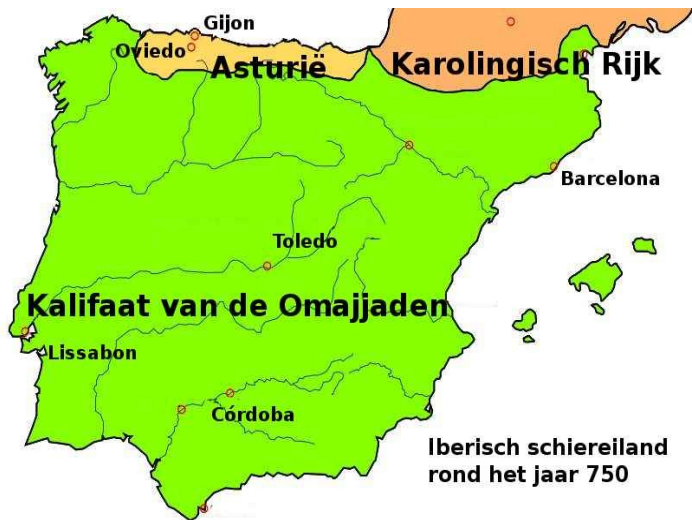 Gijon
Oviedo
Asturië
Karolingisch Rijk
Barcelona
Toledo
Kalifaat van de Omajjaden
Lissabon
Córdoba
Iberisch schiereiland
rond het jaar 750